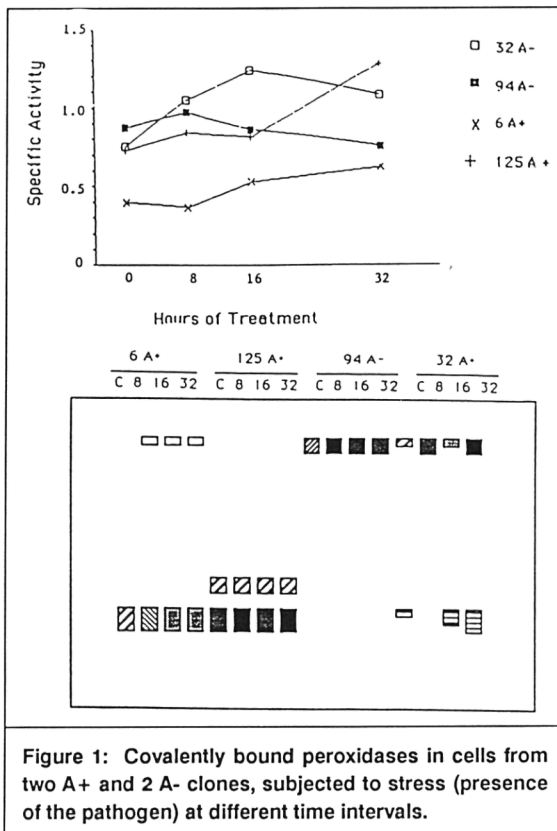 1.5
1.0
0.5
0
Specific Activity
0 8 16 32
Hours of Treatment
32 A-
94 A-
6 A+
125 A +
6 A+ 125 A+ 94 A- 32 A+
C 8 16 32 C 8 16 32 C 8 16 32 C 8 16 32
Figure 1: Covalently bound peroxidases in cells from
two A+ and 2 A- clones, subjected to stress (presence
of the pathogen) at different time intervals.